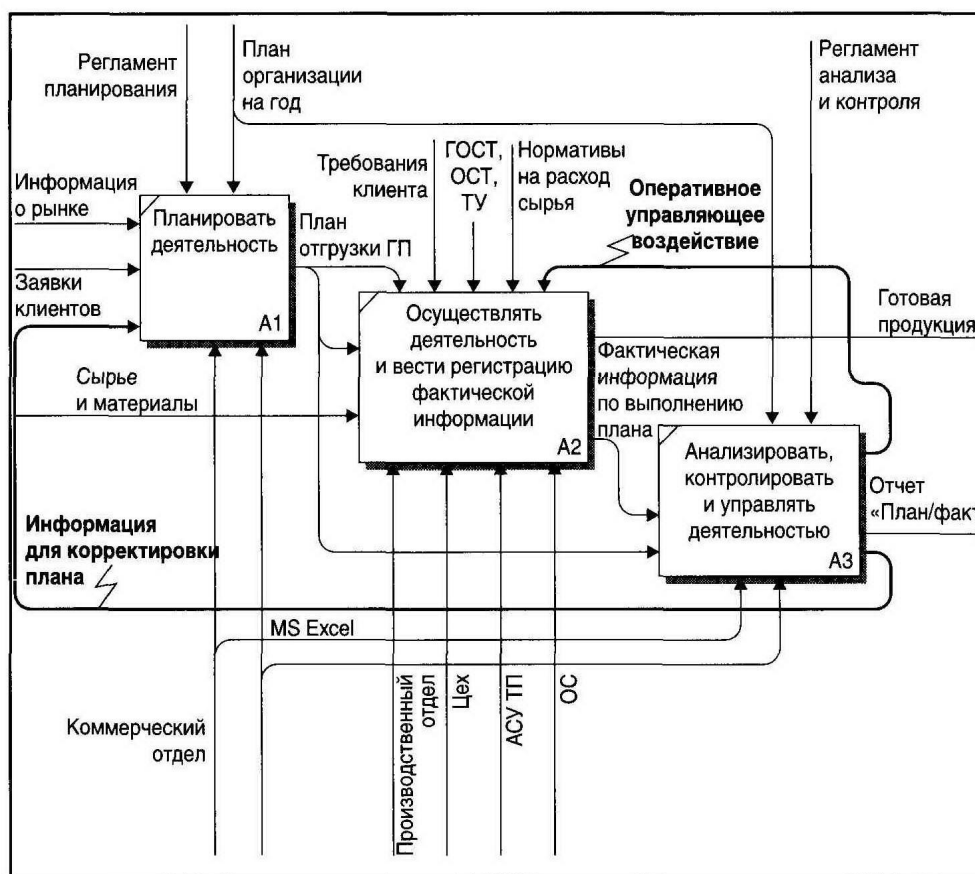 Регламент
планирования
План
организации
на год
Регламент
анализа
и контроля
Информация
о рынке
Требования
клиента
ГОСТ,
ОСТ,
ТУ
Нормативы
на расход
сырья
Оперативное
управляющее
воздействие
Планировать
деятельность
А1
План
отгрузки ГП
Заявки
клиентов
Готовая
продукция
Осуществлять
деятельность
и вести регистрацию
фактической
информации
А2
Сырье
и материалы
Фактическая
информация
по выполнению
плана
Анализировать,
контролировать
и управлять
деятельностью
А3
Отчет
«План/факт
Информация
для корректировки
плана
MS Excel
Коммерческий
отдел
Производственный
отдел
Цех
АСУ ТП
ОС